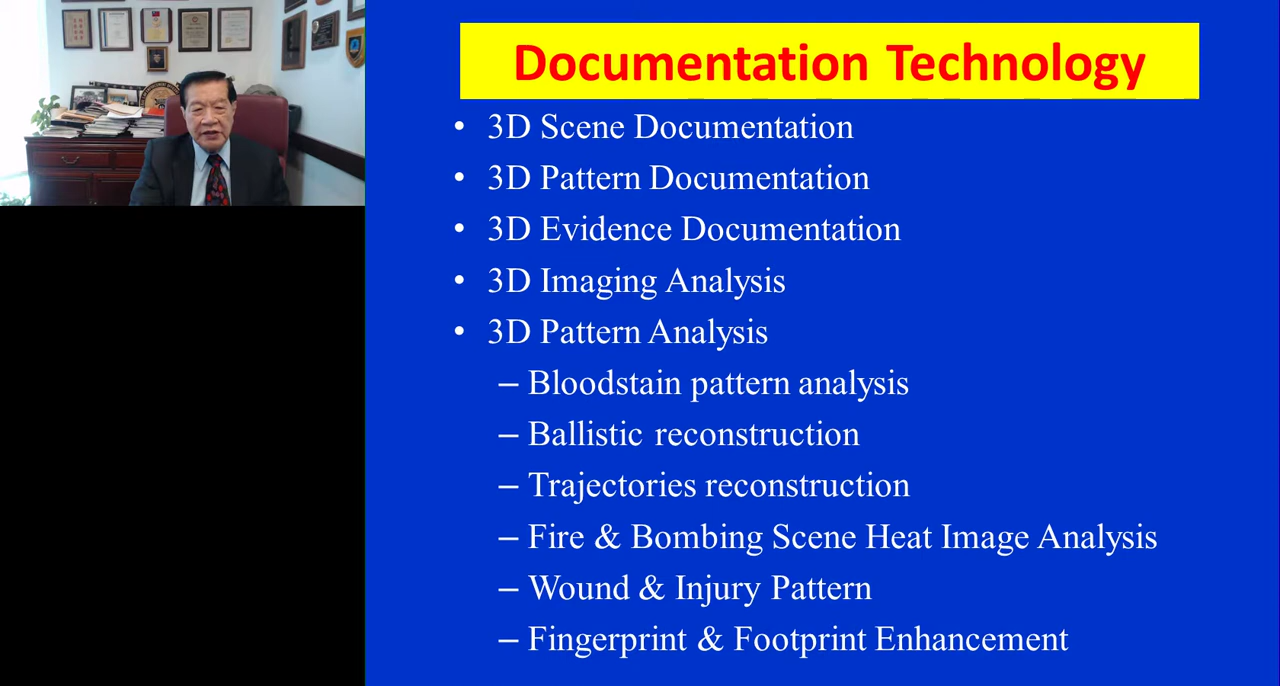 Documentation Technology
• 3D Scene Documentation
• 3D Pattern Documentation
• 3D Evidence Documentation
• 3D Imaging Analysis
• 3D Pattern Analysis
– Bloodstain pattern analysis
– Ballistic reconstruction
– Trajectories reconstruction
– Fire & Bombing Scene Heat Image Analysis
– Wound & Injury Pattern
– Fingerprint & Footprint Enhancement